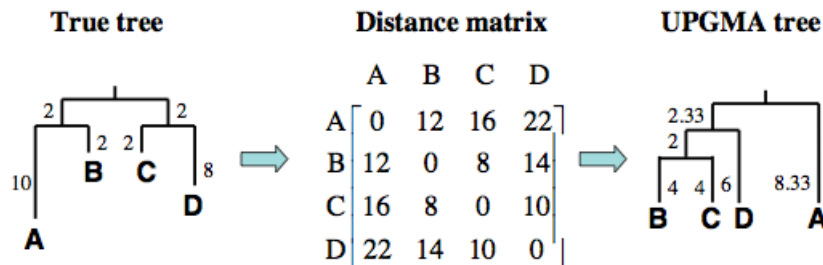 True tree
2 2
2 2
B C
10 8
D
A
Distance matrix
A B C D
A 0 12 16 22
B 12 0 8 14
C 16 8 0 10
D 22 14 10 0
UPGMA tree
2.33
2
4 4 6 8.33
B C D A